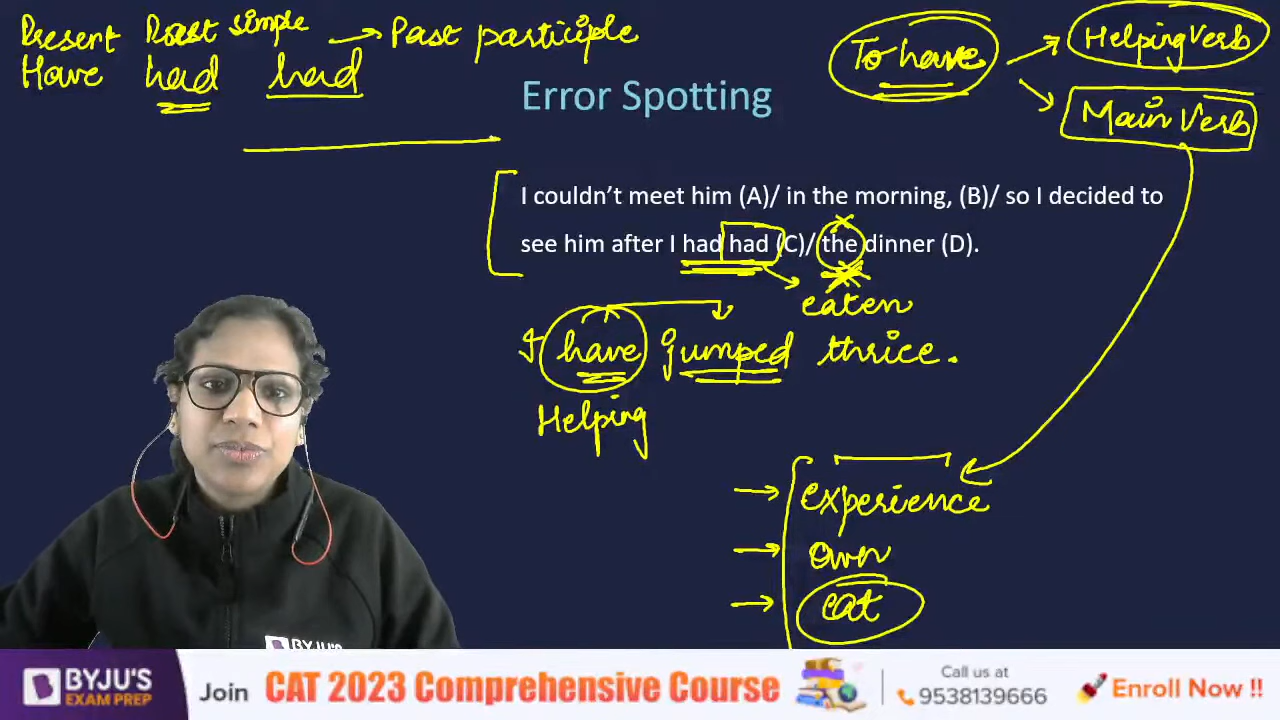 Present Past simple → Past participle
Have had had
To have
Helping Verb
Main Verb
Error Spotting
I couldn't meet him (A)/ in the morning, (B)/ so I decided to
see him after I had had (C)/ the dinner (D).
eaten
I have jumped thrice.
Helping
experience
own
eat
BYJU'S
BYJU'S
EXAM PREP
Join CAT 2023 Comprehensive Course
Call us at
9538139666
Enroll Now !!